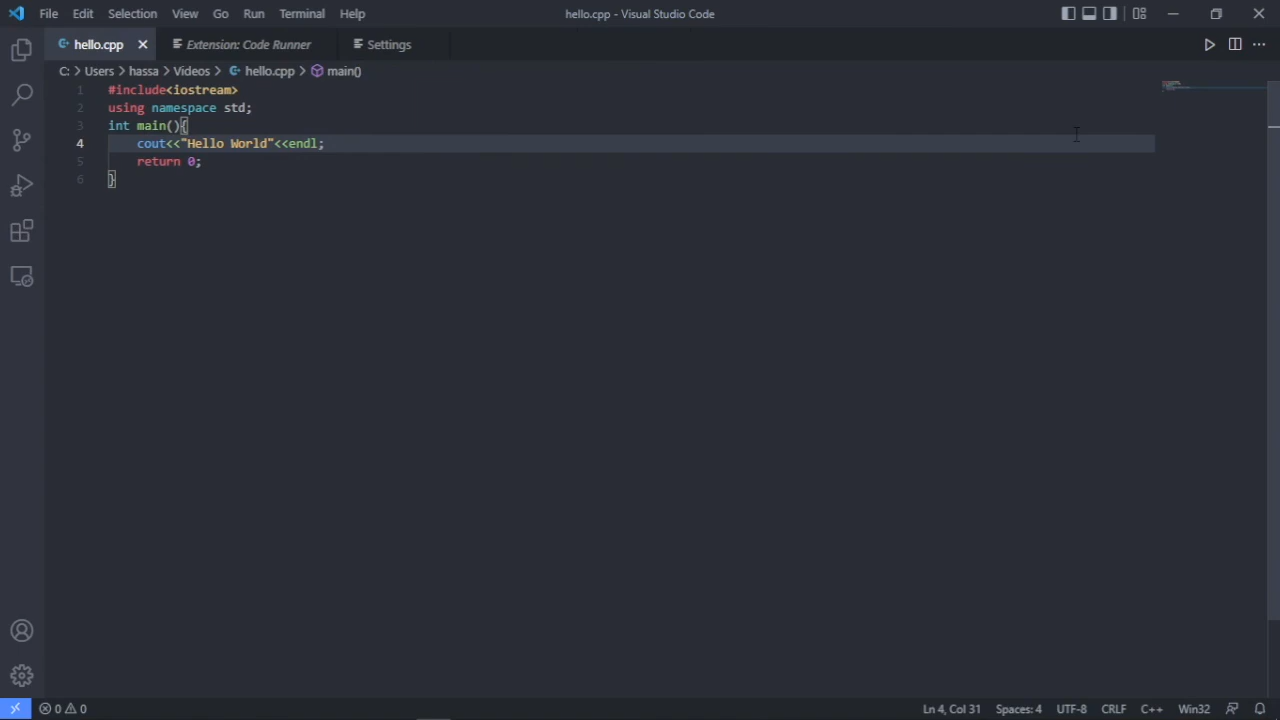 File Edit Selection View Go Run Terminal Help hello.cpp - Visual Studio Code
hello.cpp Extension: Code Runner Settings
C: > Users > hassa > Videos > hello.cpp > main()
1 #include<iostream>
2 using namespace std;
3 int main(){
4 cout<<"Hello World"<<endl;
5 return 0;
6 }
0 0 Ln 4, Col 31 Spaces: 4 UTF-8 CRLF C++ Win32